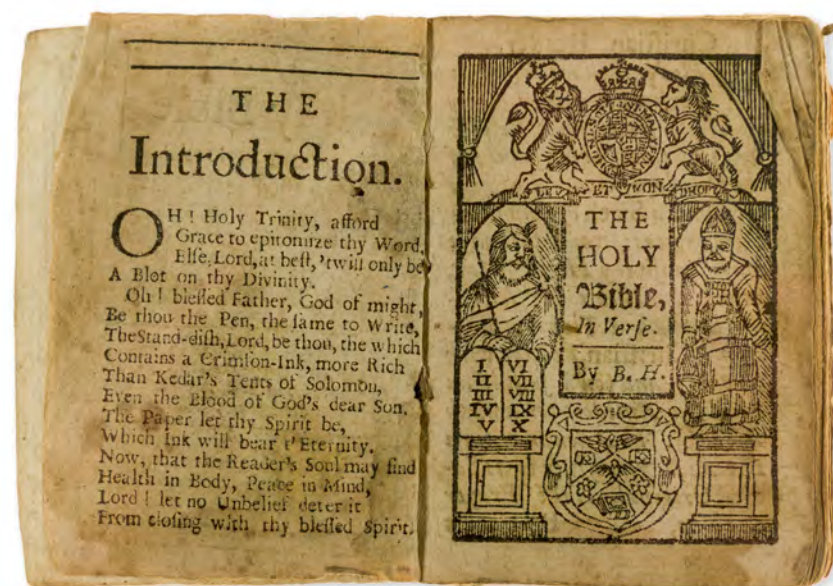 THE
Introduction.
OH! Holy Trinity, afford
Grace to epitomize thy Word,
Elſe, Lord, at beſt, 'twill only be
A Blot on thy Divinity.
Oh! bleſſed Father, God of might,
Be thou the Pen, the ſame to Write,
The Stand-diſh, Lord, be thou, the which
Contains a Crimſon-Ink, more Rich
Than Kedar's Tents of Solomon,
Even the Blood of God's dear Son.
The Paper let thy Spirit be,
Which Ink will bear t'Eternity.
Now, that the Reader's Soul may find
Health in Body, Peace in Mind,
Lord! let no Unbelief deter it
From cloſing with thy bleſſed Spirit.
ET NON
THE
HOLY
Bible,
In Verſe.
By B. H.
I VI
II VII
III VIII
IV IX
V X